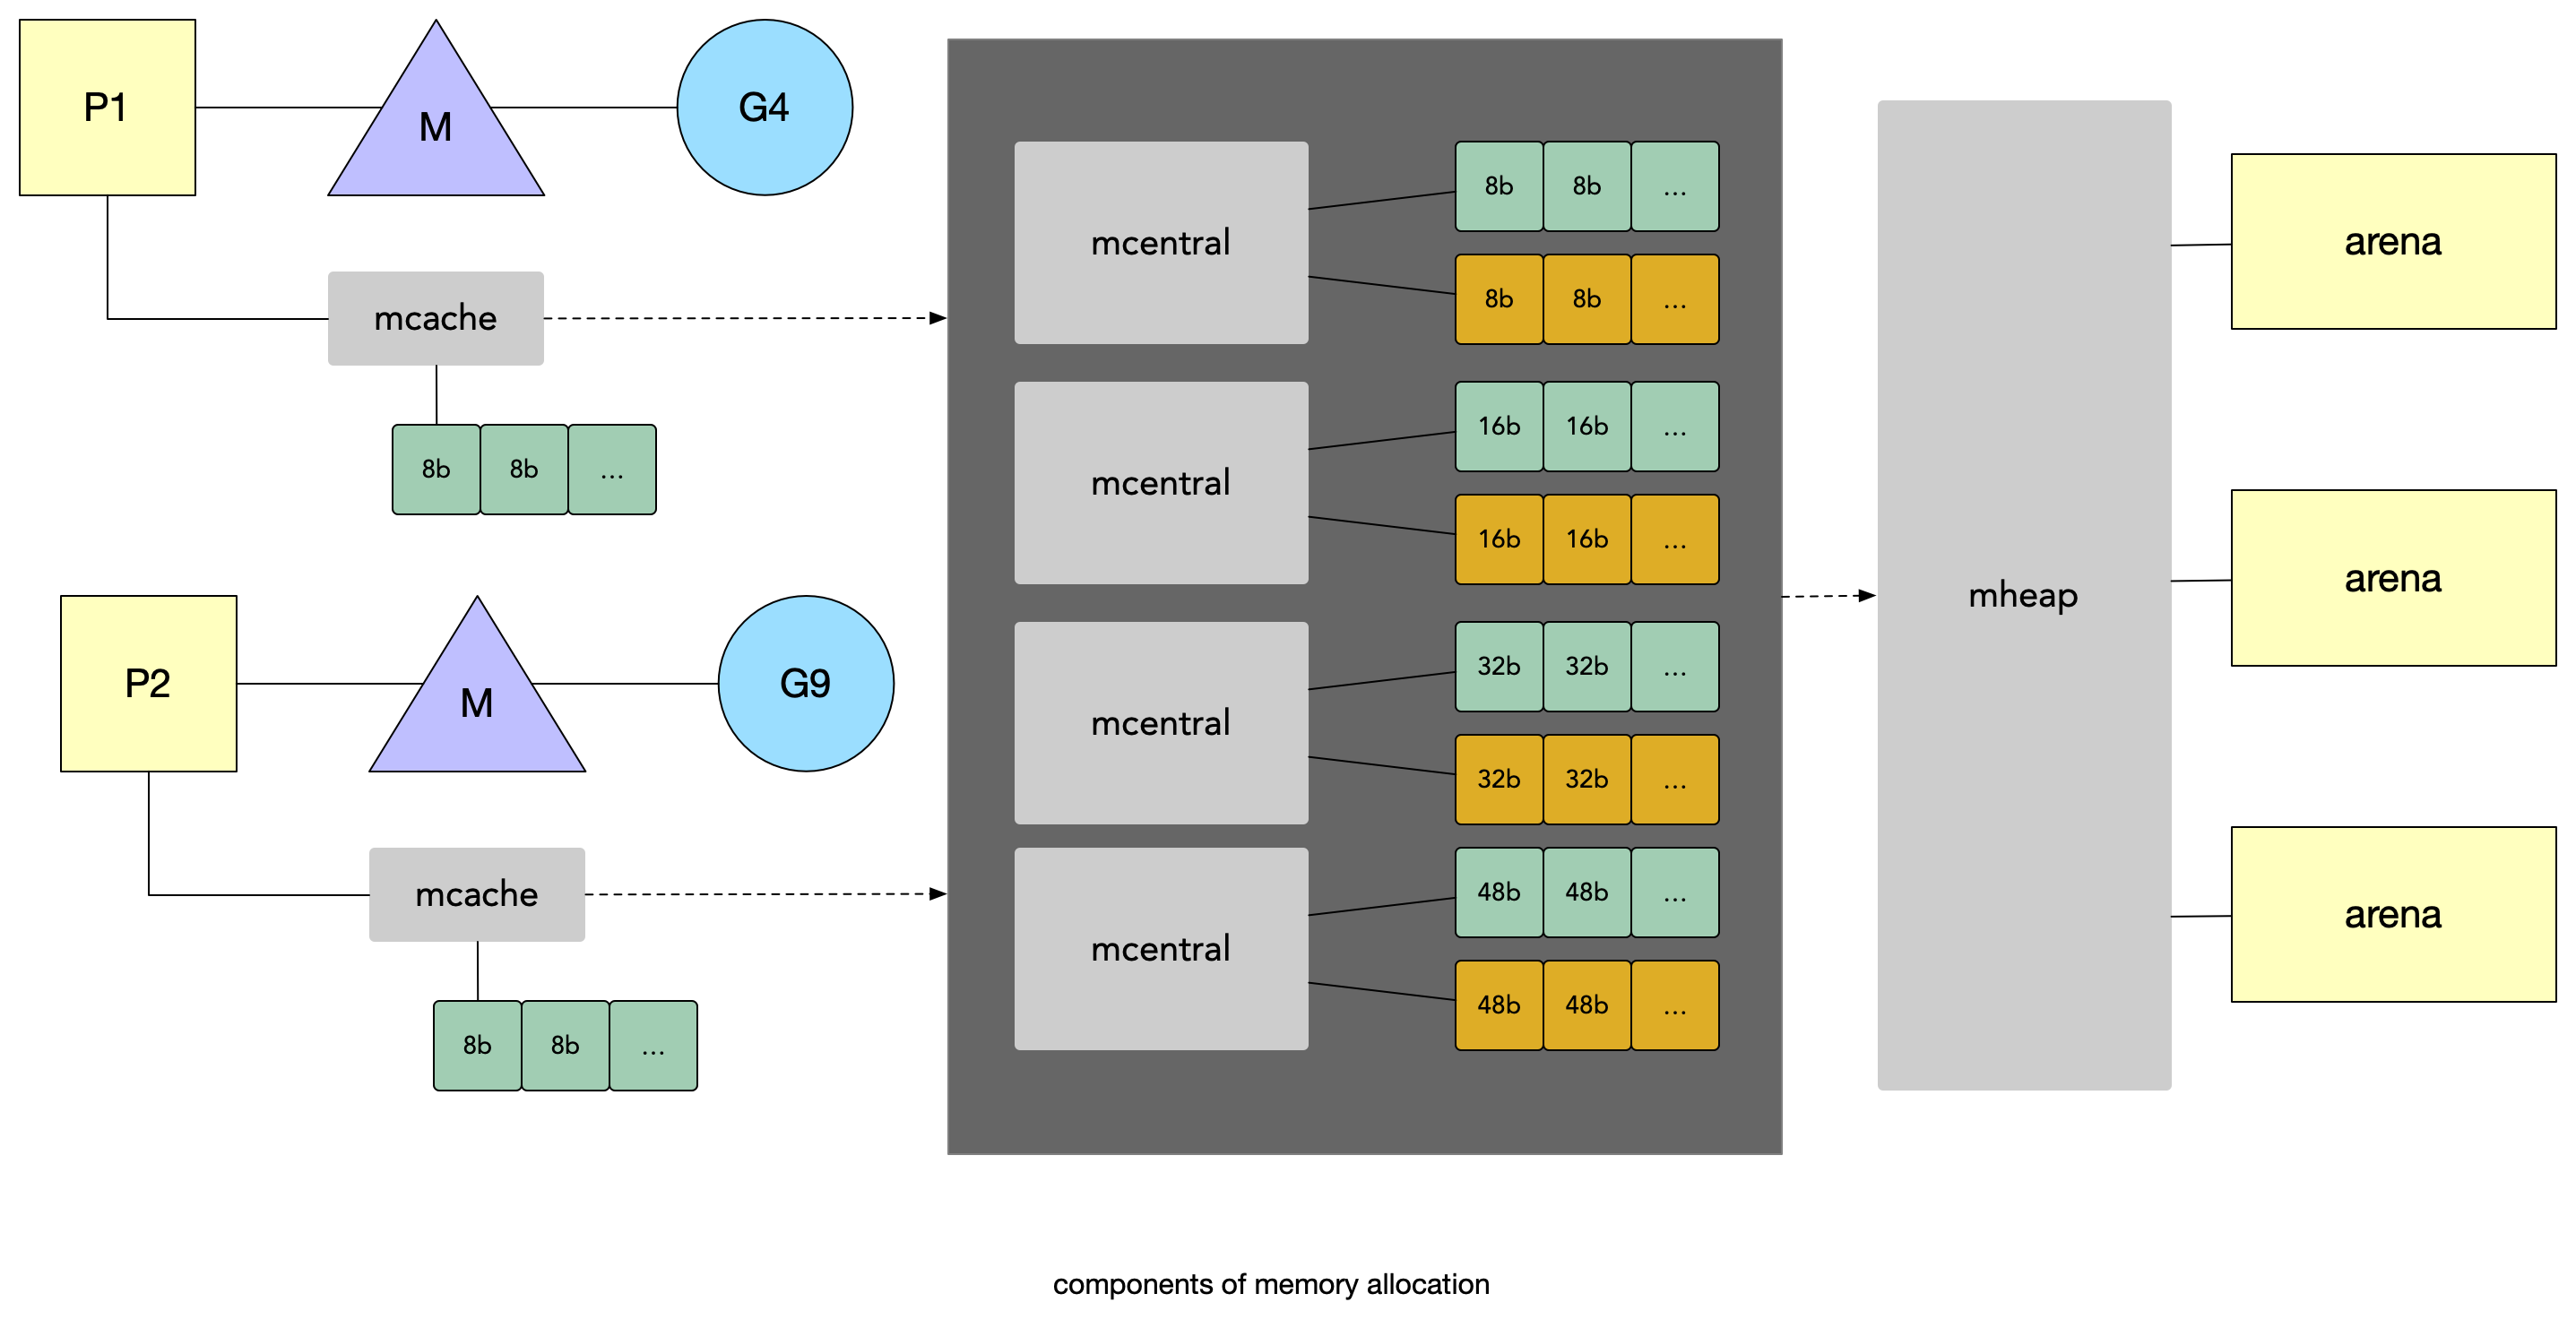 P1
M
G4
mcache
8b 8b ...
P2
M
G9
mcache
8b 8b ...
mcentral
8b 8b ...
8b 8b ...
mcentral
16b 16b ...
16b 16b ...
mcentral
32b 32b ...
32b 32b ...
mcentral
48b 48b ...
48b 48b ...
mheap
arena
arena
arena
components of memory allocation